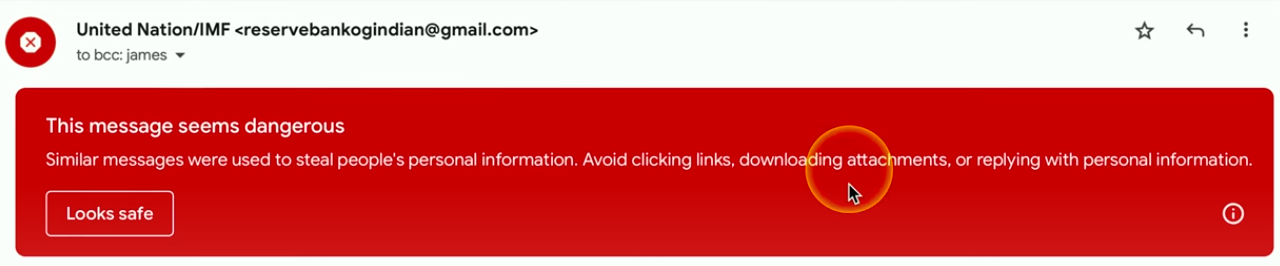 United Nation/IMF <reservebankogindian@gmail.com>
to bcc: james
This message seems dangerous
Similar messages were used to steal people's personal information. Avoid clicking links, downloading attachments, or replying with personal information.
Looks safe